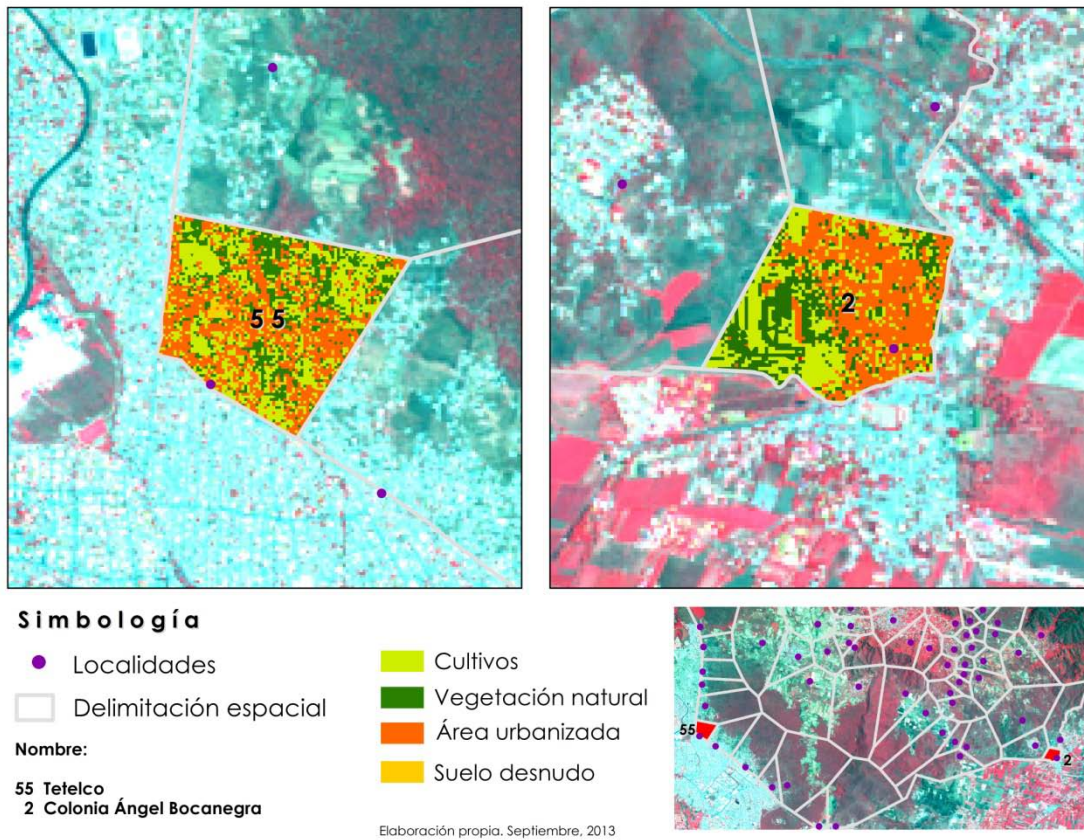 55
2
Simbología
Localidades
Delimitación espacial
Nombre:
55 Tetelco
2 Colonia Ángel Bocanegra
Cultivos
Vegetación natural
Área urbanizada
Suelo desnudo
55
2
Elaboración propia. Septiembre, 2013